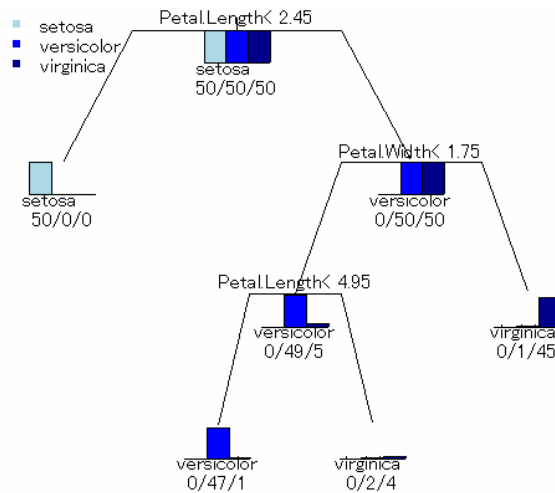 setosa
versicolor
virginica
Petal.Length< 2.45
setosa
50/50/50
Petal.Width< 1.75
setosa
50/0/0
versicolor
0/50/50
Petal.Length< 4.95
versicolor
0/49/5
virginica
0/1/45
versicolor
0/47/1
virginica
0/2/4